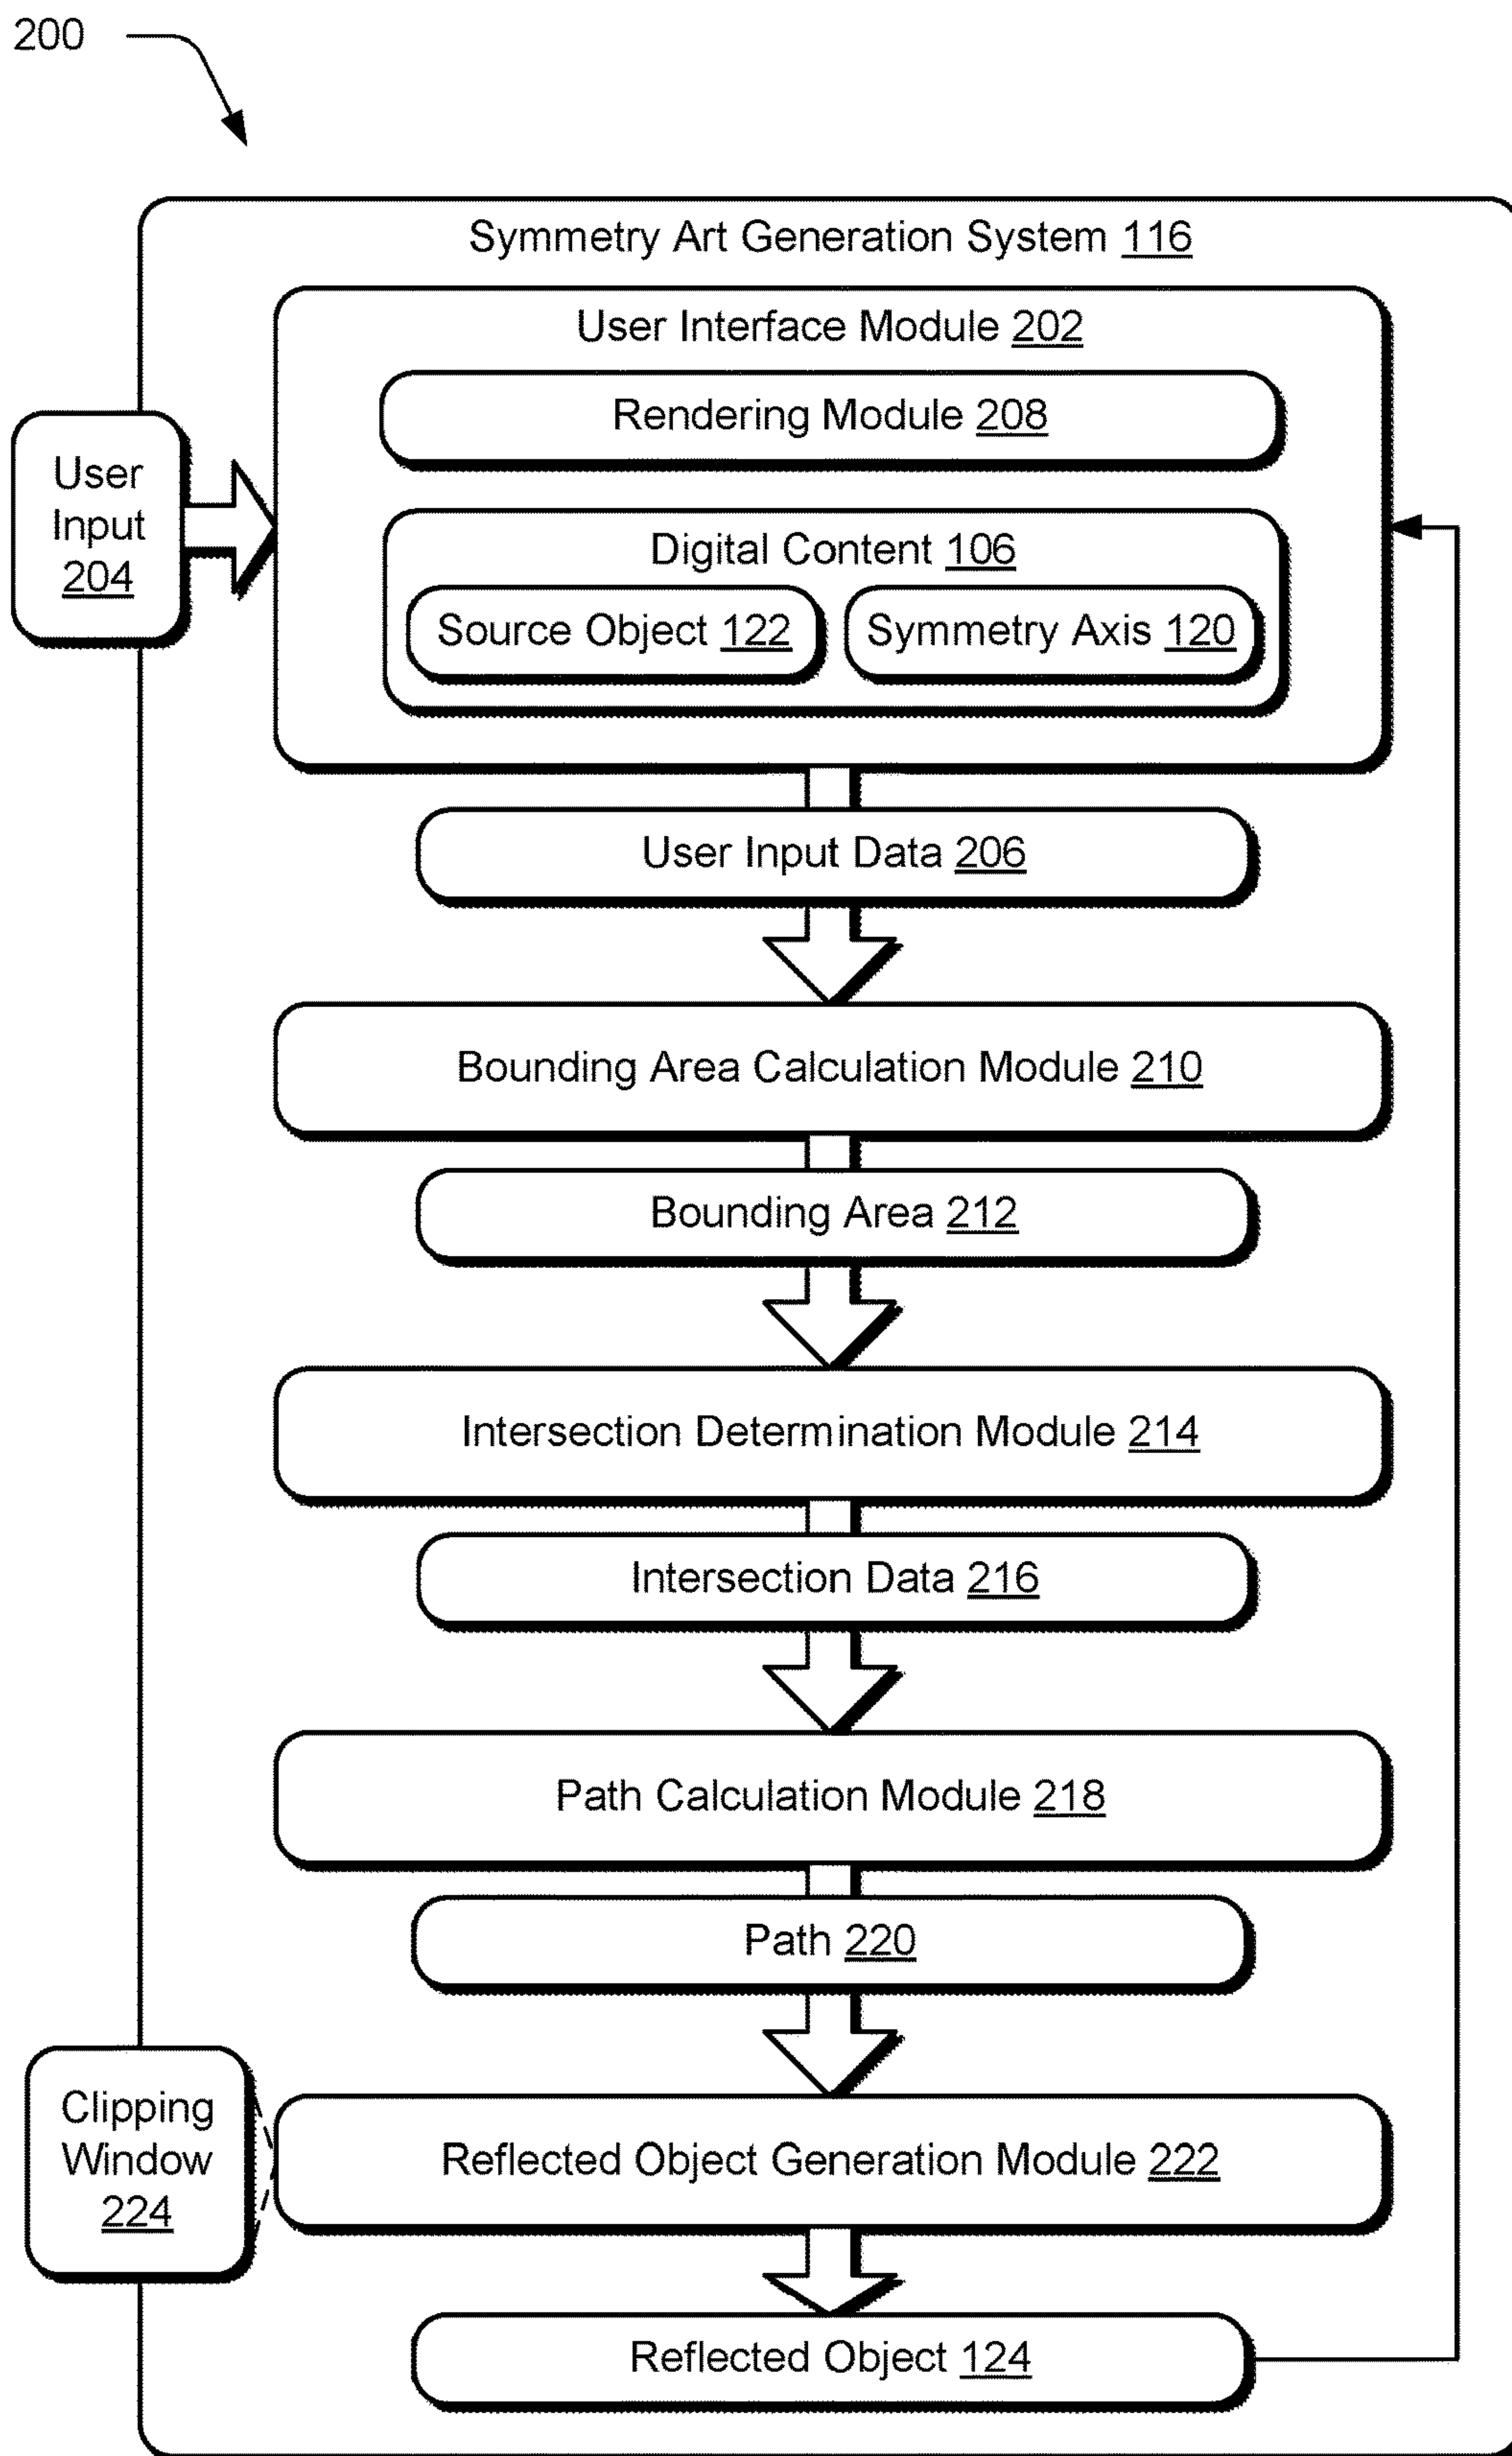 200
Symmetry Art Generation System 116
User Interface Module 202
Rendering Module 208
User
Input
204
Digital Content 106
Source Object 122
Symmetry Axis 120
User Input Data 206
Bounding Area Calculation Module 210
Bounding Area 212
Intersection Determination Module 214
Intersection Data 216
Path Calculation Module 218
Path 220
Clipping
Window
224
Reflected Object Generation Module 222
Reflected Object 124